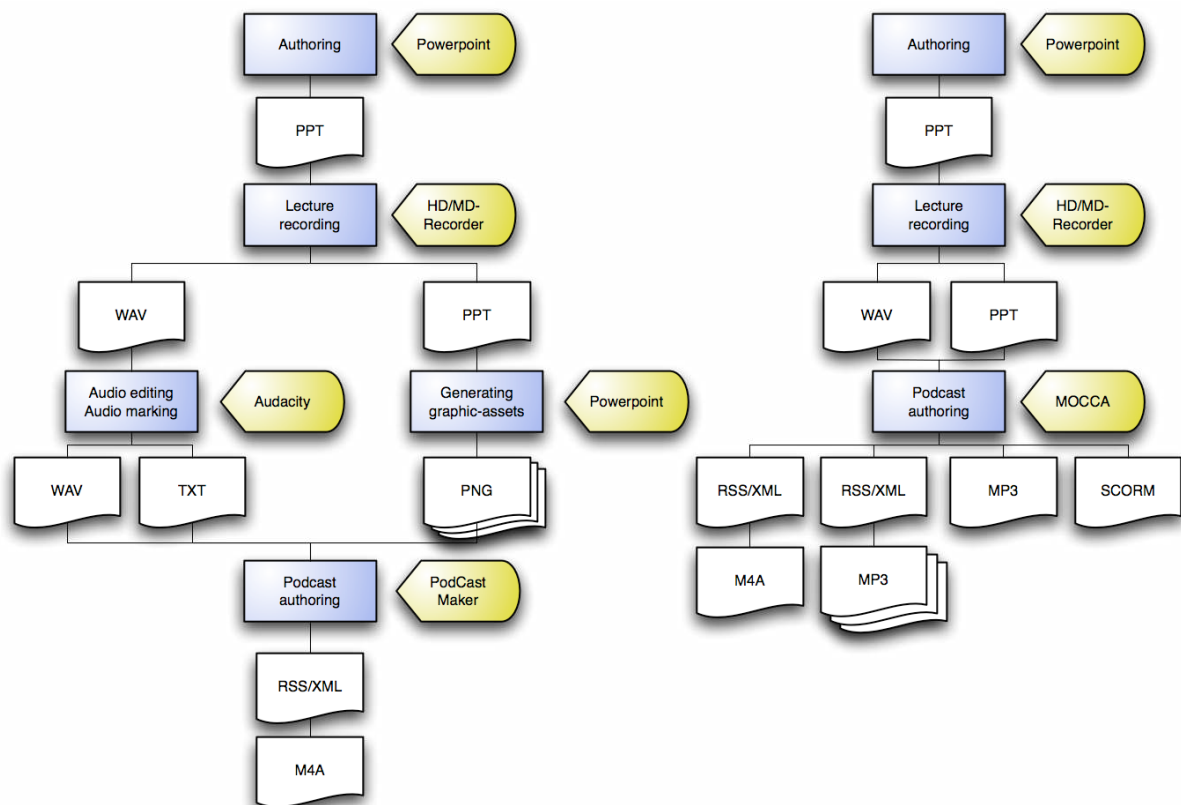 Authoring
Powerpoint
PPT
Lecture
recording
HD/MD-
Recorder
WAV
PPT
Audio editing
Audio marking
Audacity
Generating
graphic-assets
Powerpoint
WAV
TXT
PNG
Podcast
authoring
PodCast
Maker
RSS/XML
M4A
Authoring
Powerpoint
PPT
Lecture
recording
HD/MD-
Recorder
WAV
PPT
Podcast
authoring
MOCCA
RSS/XML
RSS/XML
MP3
SCORM
M4A
MP3